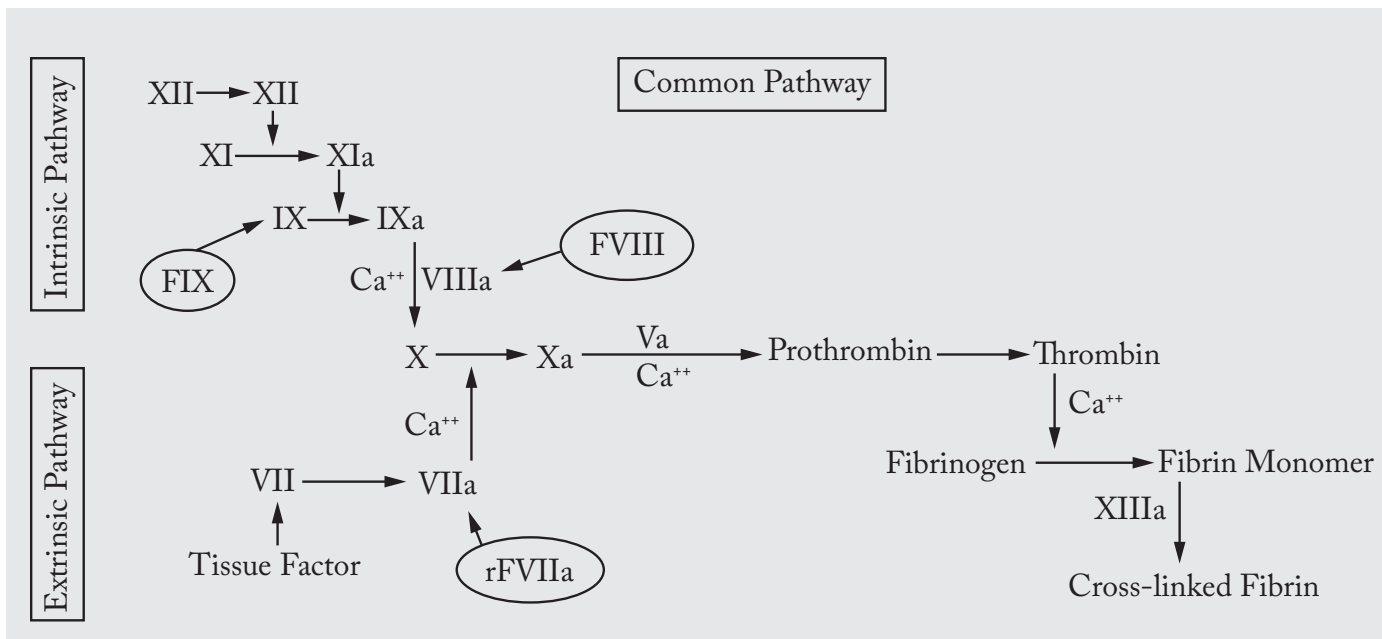 Intrinsic Pathway
Common Pathway
XII XII
XI XIa
IX IXa
FIX
FVIII
Ca++ VIIIa
X Xa
Va
Ca++
Prothrombin Thrombin
Ca++
Ca++
Extrinsic Pathway
Fibrinogen Fibrin Monomer
VII VIIa
XIIIa
Tissue Factor
rFVIIa
Cross-linked Fibrin